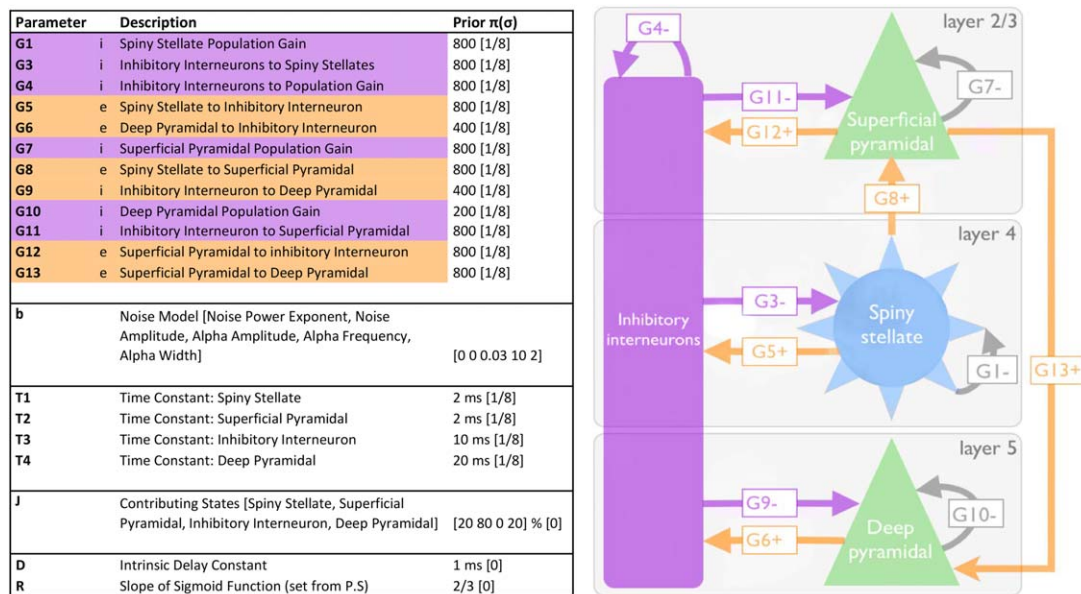 Parameter Description Prior π(σ)
G1 i Spiny Stellate Population Gain 800 [1/8]
G3 i Inhibitory Interneurons to Spiny Stellates 800 [1/8]
G4 i Inhibitory Interneurons to Population Gain 800 [1/8]
G5 e Spiny Stellate to Inhibitory Interneuron 800 [1/8]
G6 e Deep Pyramidal to Inhibitory Interneuron 400 [1/8]
G7 i Superficial Pyramidal Population Gain 800 [1/8]
G8 e Spiny Stellate to Superficial Pyramidal 800 [1/8]
G9 i Inhibitory Interneuron to Deep Pyramidal 400 [1/8]
G10 i Deep Pyramidal Population Gain 200 [1/8]
G11 i Inhibitory Interneuron to Superficial Pyramidal 800 [1/8]
G12 e Superficial Pyramidal to inhibitory Interneuron 800 [1/8]
G13 e Superficial Pyramidal to Deep Pyramidal 800 [1/8]
b Noise Model [Noise Power Exponent, Noise
Amplitude, Alpha Amplitude, Alpha Frequency,
Alpha Width] [0 0 0.03 10 2]
T1 Time Constant: Spiny Stellate 2 ms [1/8]
T2 Time Constant: Superficial Pyramidal 2 ms [1/8]
T3 Time Constant: Inhibitory Interneuron 10 ms [1/8]
T4 Time Constant: Deep Pyramidal 20 ms [1/8]
J Contributing States [Spiny Stellate, Superficial
Pyramidal, Inhibitory Interneuron, Deep Pyramidal] [20 80 0 20] % [0]
D Intrinsic Delay Constant 1 ms [0]
R Slope of Sigmoid Function (set from P.S) 2/3 [0]
layer 2/3
G4-
G11-
G7-
G12+
Superficial
pyramidal
G8+
layer 4
G3-
Inhibitory
interneurons
Spiny
stellate
G5+
G1-
G13+
layer 5
G9-
G10-
G6+
Deep
pyramidal